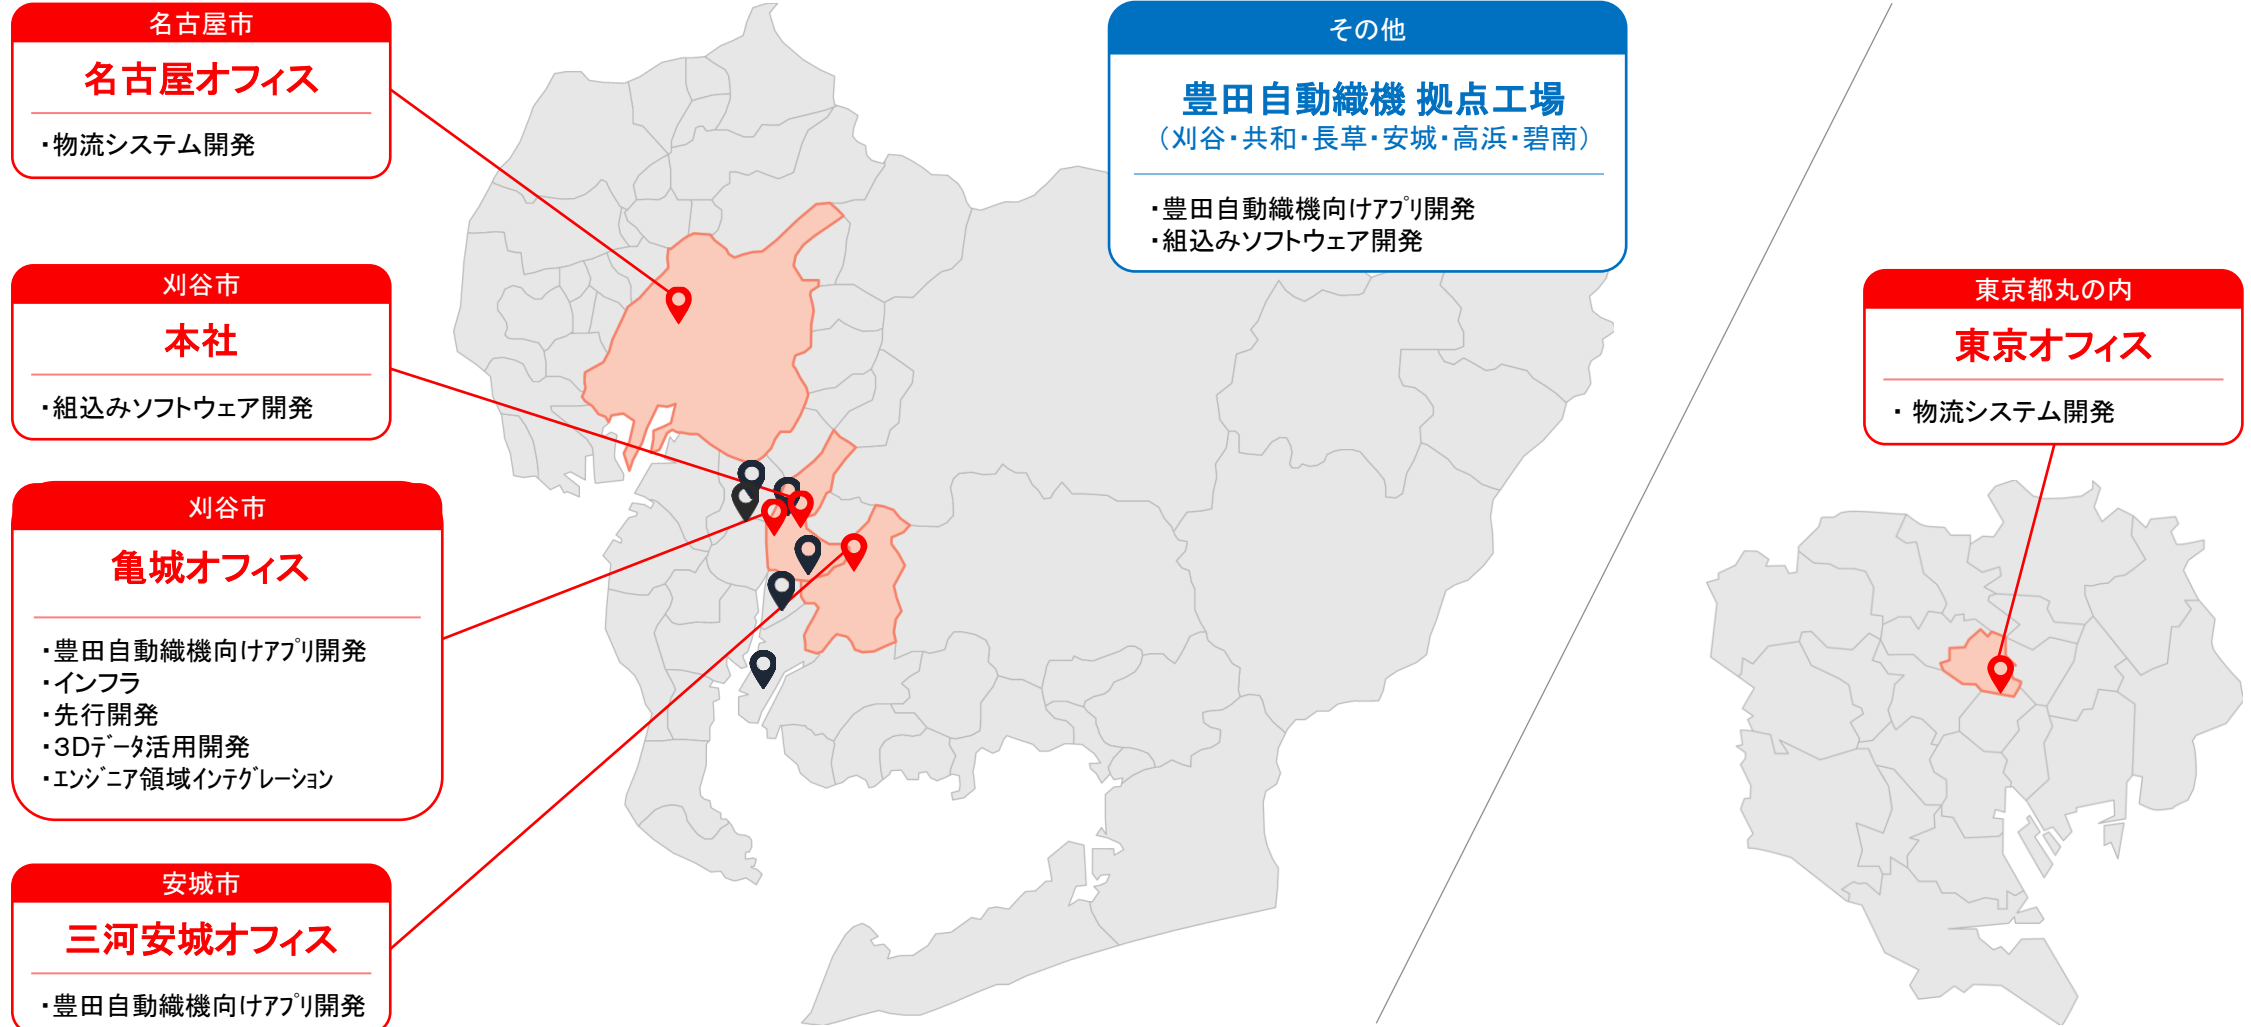 名古屋市
名古屋オフィス
・物流システム開発
刈谷市
本社
・組込みソフトウェア開発
刈谷市
亀城オフィス
・豊田自動織機向けｱﾌﾟﾘ開発
・インフラ
・先行開発
・３Dﾃﾞｰﾀ活用開発
・ｴﾝｼﾞﾆｱ領域ｲﾝﾃｸﾞﾚｰｼｮﾝ
安城市
三河安城オフィス
・豊田自動織機向けｱﾌﾟﾘ開発
その他
豊田自動織機 拠点工場
（刈谷・共和・長草・安城・高浜・碧南）
・豊田自動織機向けｱﾌﾟﾘ開発
・組込みソフトウェア開発
東京都丸の内
東京オフィス
・ 物流システム開発